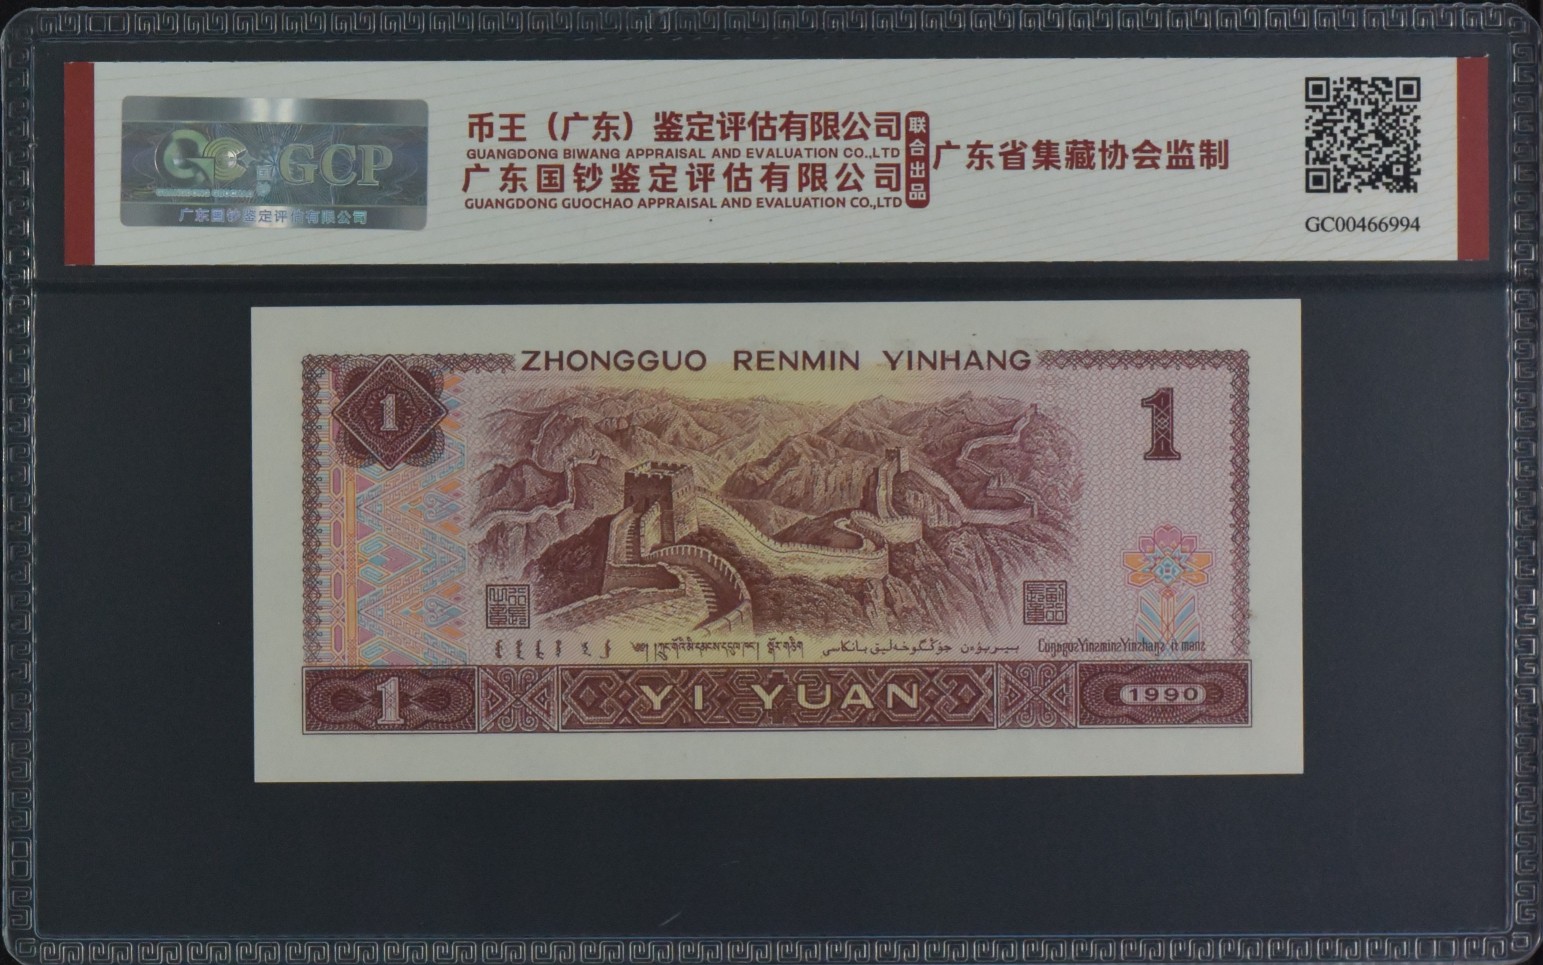 币王（广东）鉴定评估有限公司
GUANGDONG BIWANG APPRAISAL AND EVALUATION CO.,LTD
广东国钞鉴定评估有限公司
GUANGDONG GUOCHAO APPRAISAL AND EVALUATION CO.,LTD
联合出品
广东省集藏协会监制
GCP
广东国钞鉴定评估有限公司
GC00466994
ZHONGGUO RENMIN YINHANG
1
1
1
YI YUAN
1990